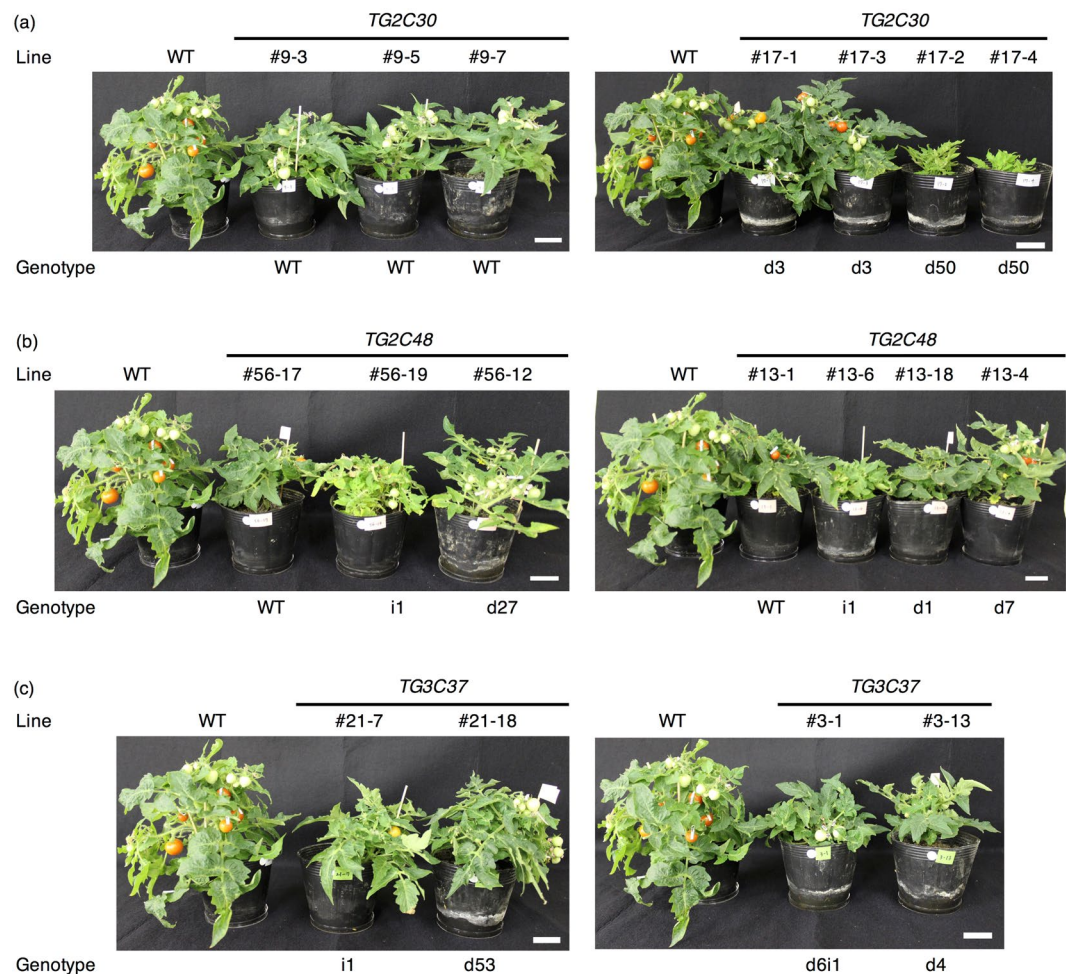 (a)
TG2C30 TG2C30
Line WT #9-3 #9-5 #9-7 WT #17-1 #17-3 #17-2 #17-4
Genotype WT WT WT d3 d3 d50 d50
(b)
TG2C48 TG2C48
Line WT #56-17 #56-19 #56-12 WT #13-1 #13-6 #13-18 #13-4
Genotype WT i1 d27 WT i1 d1 d7
(c)
TG3C37 TG3C37
Line WT #21-7 #21-18 WT #3-1 #3-13
Genotype i1 d53 d6i1 d4